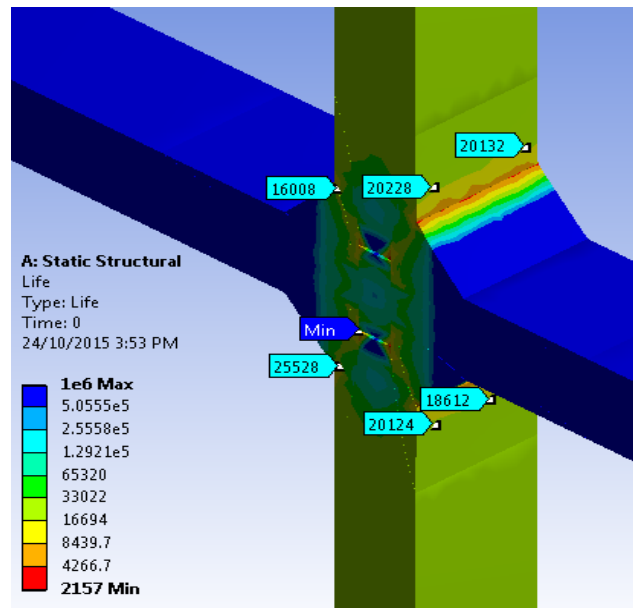 20132
16008
20228
A: Static Structural
Life
Type: Life
Time: 0
24/10/2015 3:53 PM
Min
25528
18612
20124
1e6 Max
5.0555e5
2.5558e5
1.2921e5
65320
33022
16694
8439.7
4266.7
2157 Min